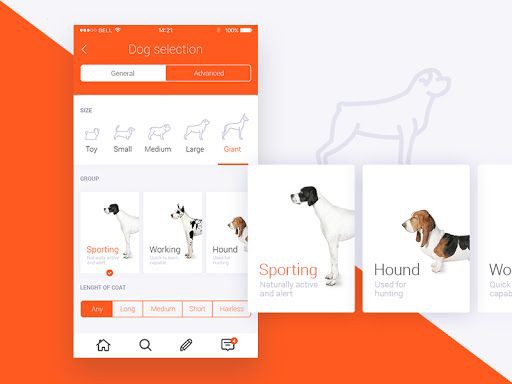 BELL
14:21
100%
Dog selection
General
Advanced
SIZE
Toy
Small
Medium
Large
Giant
GROUP
Sporting
Naturally active
and alert
Working
Quick to learn,
capable
Hound
Used for
hunting
LENGHT OF COAT
Any
Long
Medium
Short
Hairless
Sporting
Naturally active
and alert
Hound
Used for
hunting
Wo
Quick
capab